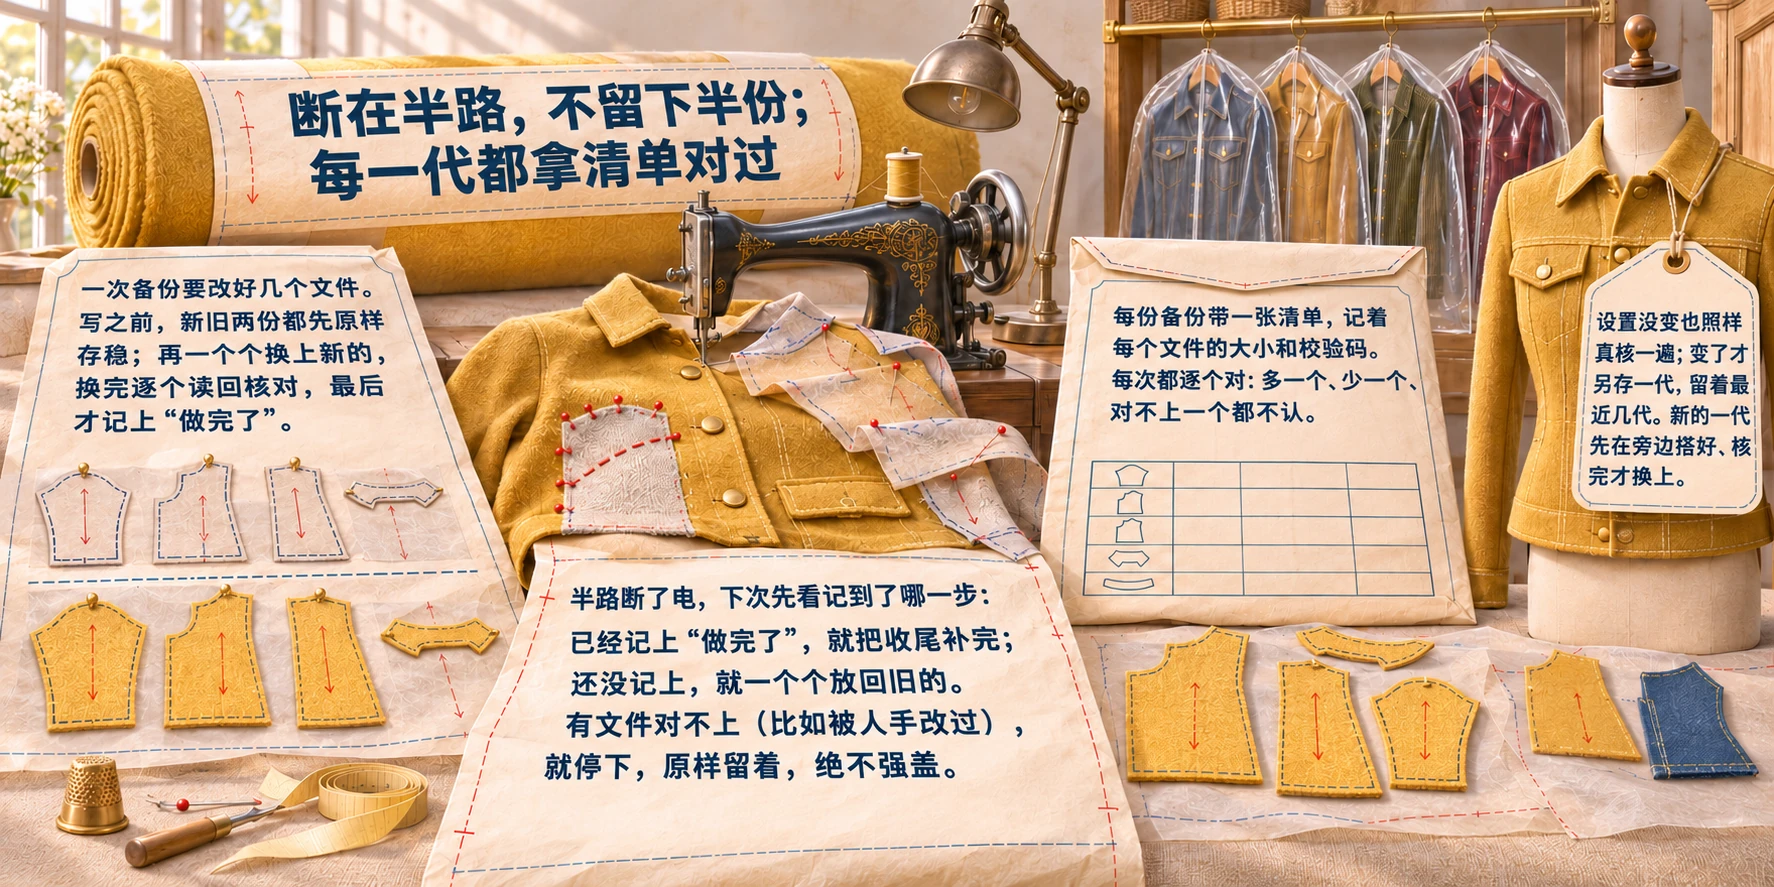 断在半路，不留下半份；
每一代都拿清单对过
一次备份要改好几个文件。
写之前，新旧两份都先原样
存稳；再一个个换上新的，
换完逐个读回核对，最后
才记上“做完了”。
半路断了电，下次先看记到了哪一步：
已经记上“做完了”，就把收尾补完；
还没记上，就一个个放回旧的。
有文件对不上（比如被人手改过），
就停下，原样留着，绝不强盖。
每份备份带一张清单，记着
每个文件的大小和校验码。
每次都逐个对：多一个、少一个、
对不上一个都不认。
设置没变也照样
真核一遍；变了才
另存一代，留着最
近几代。新的一代
先在旁边搭好、核
完才换上。